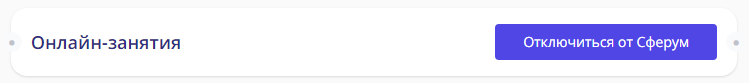 Онлайн-занятия
Отключиться от Сферум